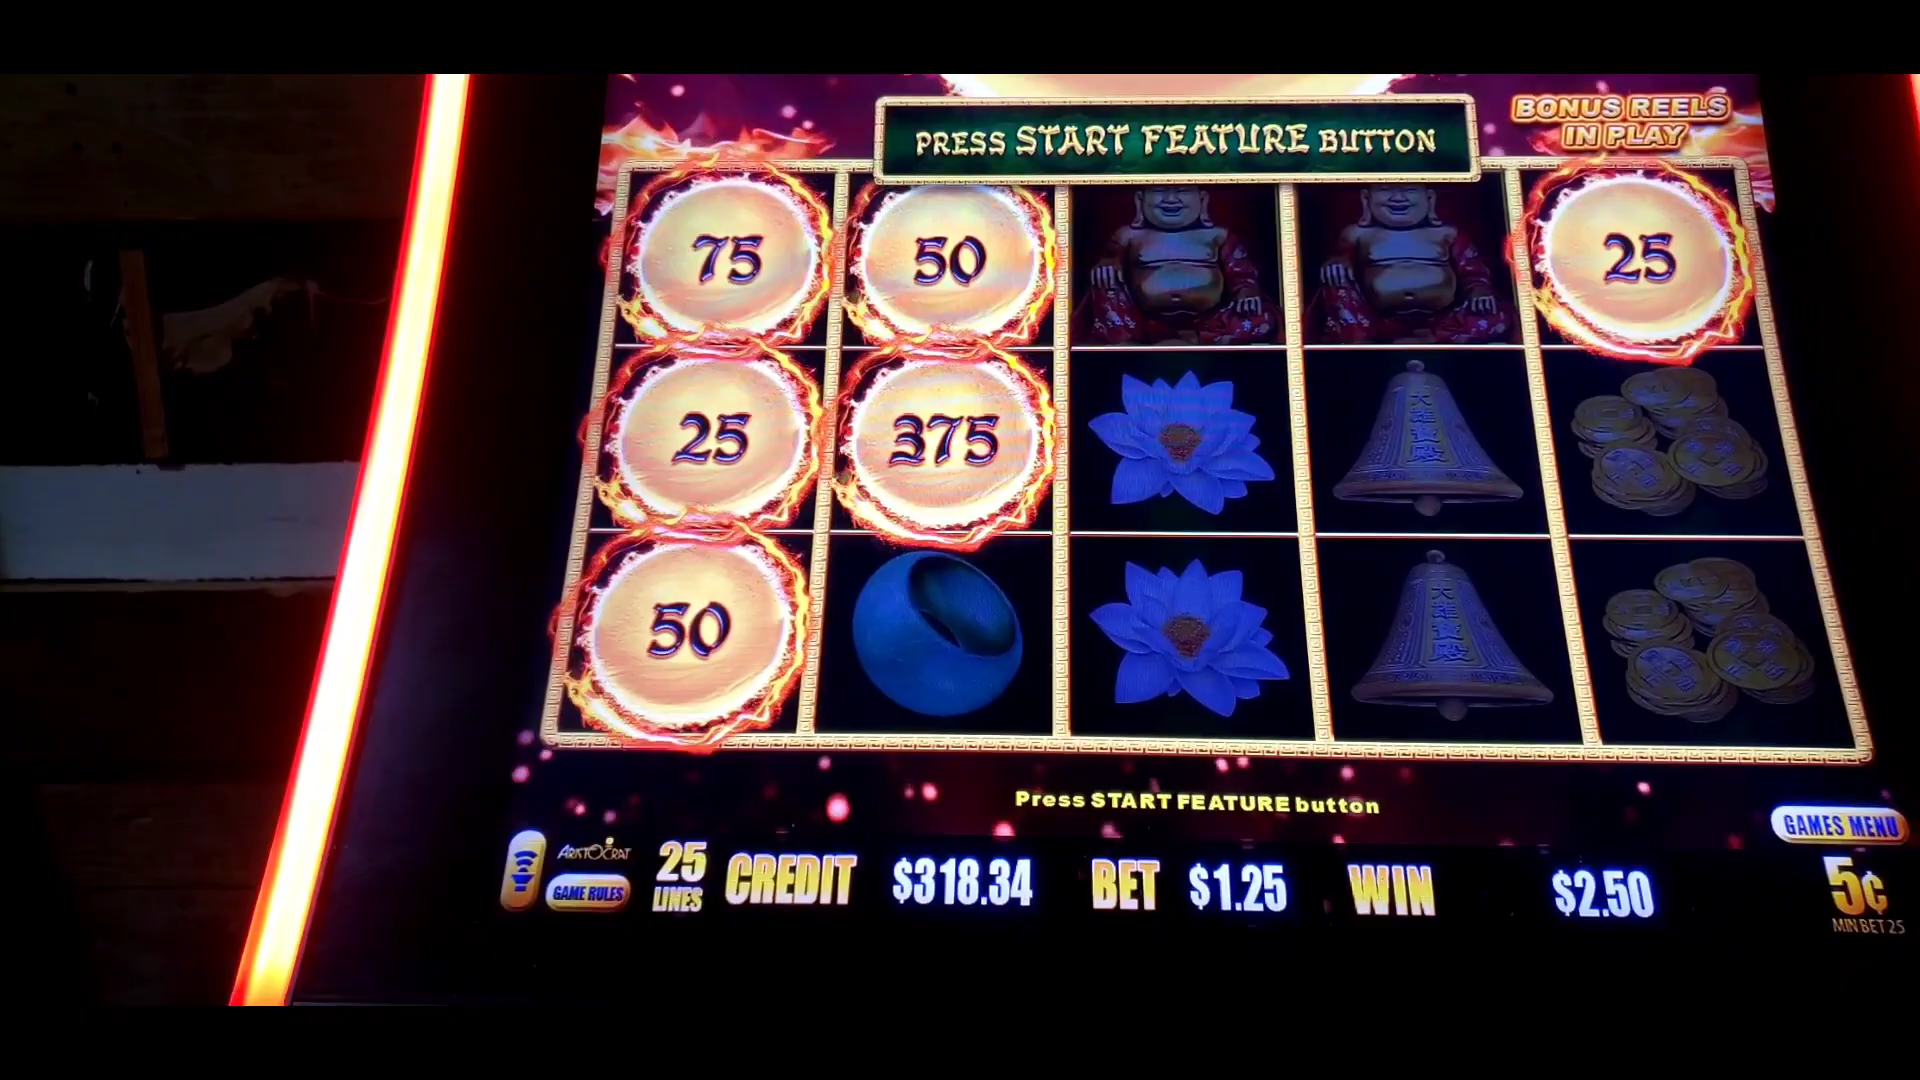 BONUS REELS
IN PLAY
PRESS START FEATURE BUTTON
75
50
25
25
375
50
Press START FEATURE button
GAMES MENU
ARISTOCRAT
GAME RULES
25
LINES
CREDIT $318.34
BET $1.25
WIN $2.50
5¢
MIN BET 25